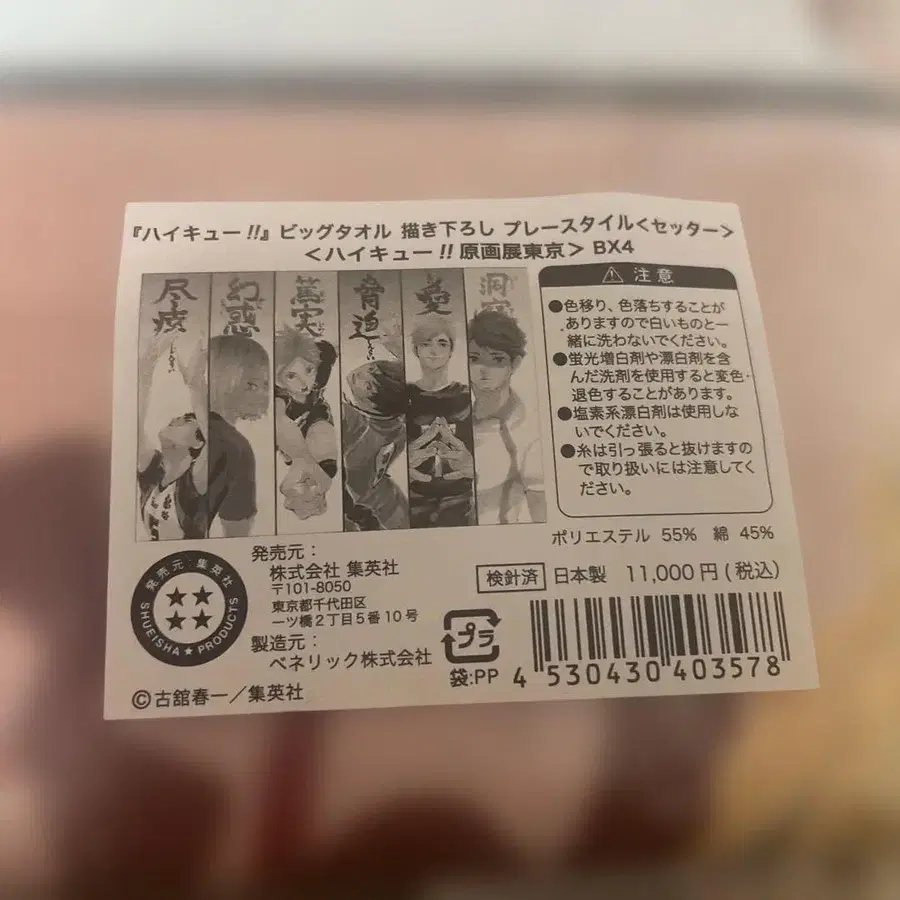 『ハイキュー!!』ビッグタオル 描き下ろし プレースタイル<セッター>
<ハイキュー!!原画展東京> BX4
尽瘁
幻惑
篤実
脅迫
愛
洞察
⚠ 注意
●色移り、色落ちすることが
ありますので白いものと一
緒に洗わないでください。
●蛍光増白剤や漂白剤を含
んだ洗剤を使用すると変色・
退色することがあります。
●塩素系漂白剤は使用しな
いでください。
●糸は引っ張ると抜けますの
で取り扱いには注意してく
ださい。
ポリエステル 55% 綿 45%
発売元:集英社
SHUEISHA★PRODUCTS
発売元:
株式会社 集英社
〒101-8050
東京都千代田区
一ツ橋2丁目5番10号
製造元:
ベネリック株式会社
©古舘春一/集英社
検針済 日本製 11,000円(税込)
プラ
袋:PP
4 530430 403578